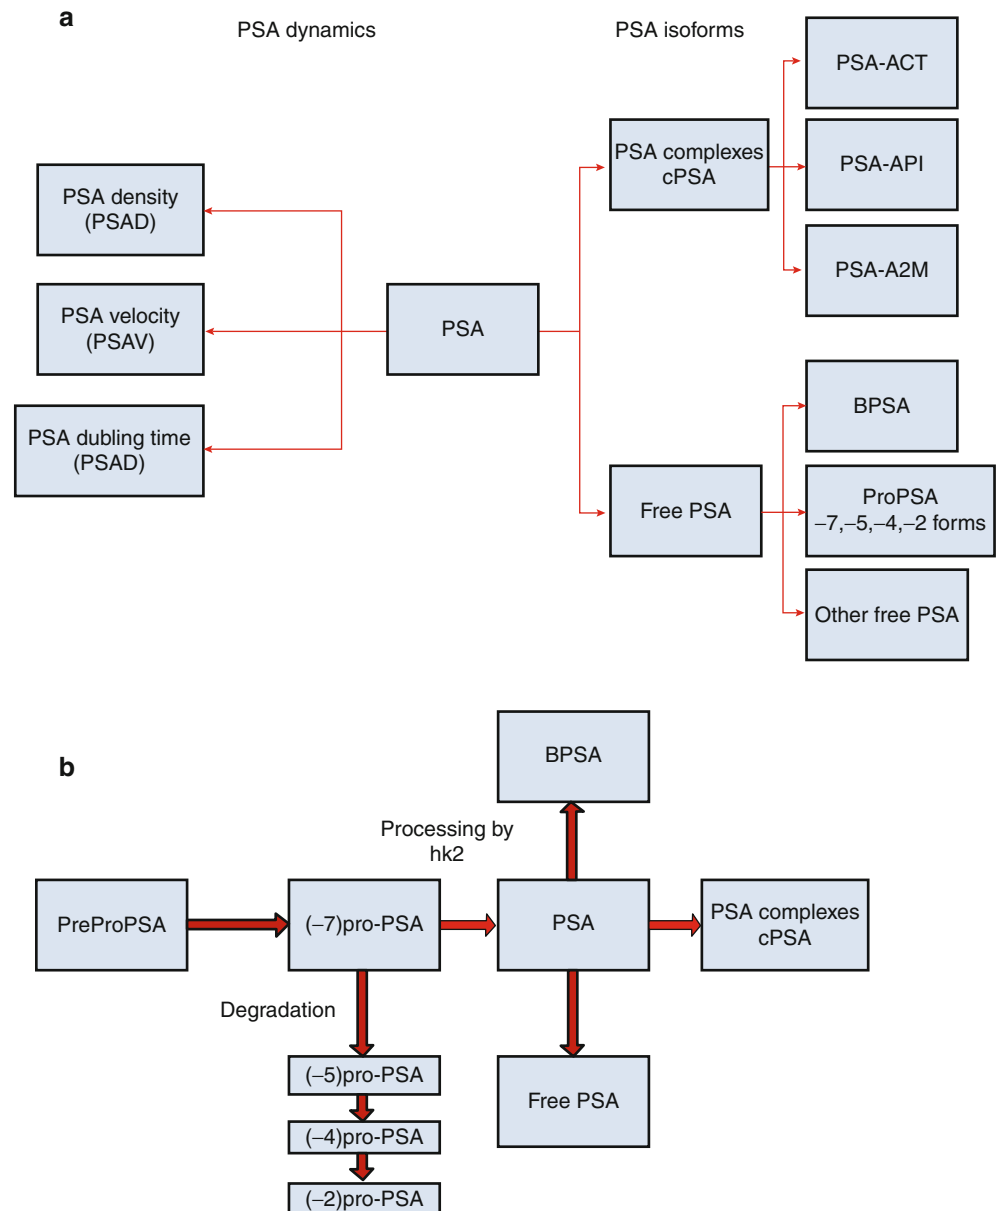 a
PSA dynamics
PSA isoforms
PSA density
(PSAD)
PSA velocity
(PSAV)
PSA dubling time
(PSAD)
PSA
PSA complexes
cPSA
PSA-ACT
PSA-API
PSA-A2M
Free PSA
BPSA
ProPSA
–7,–5,–4,–2 forms
Other free PSA
b
BPSA
Processing by
hk2
PreProPSA
(–7)pro-PSA
PSA
PSA complexes
cPSA
Degradation
(–5)pro-PSA
(–4)pro-PSA
(–2)pro-PSA
Free PSA